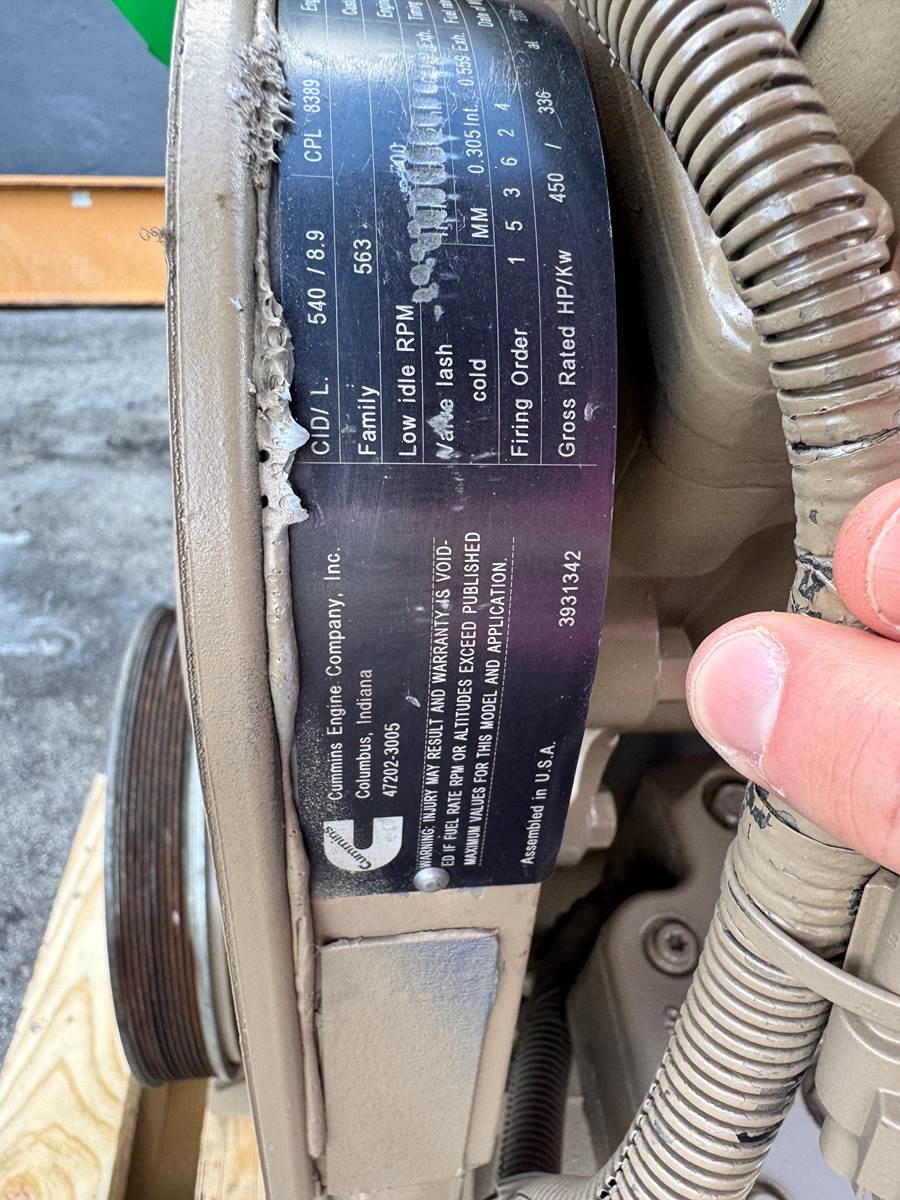 Cummins
Cummins Engine Company, Inc.
Columbus, Indiana
47202-3005
WARNING: INJURY MAY RESULT AND WARRANTY IS VOID-
ED IF FUEL RATE RPM OR ALTITUDES EXCEED PUBLISHED
MAXIMUM VALUES FOR THIS MODEL AND APPLICATION.
Assembled in U.S.A. 3931342
CID/ L. 540 / 8.9 CPL 8389
Family 563
Low idle RPM
Valve lash
cold MM 0.305 Int. 0.559 Exh.
Firing Order 1 5 3 6 2 4
Gross Rated HP/Kw 450 / 336 at